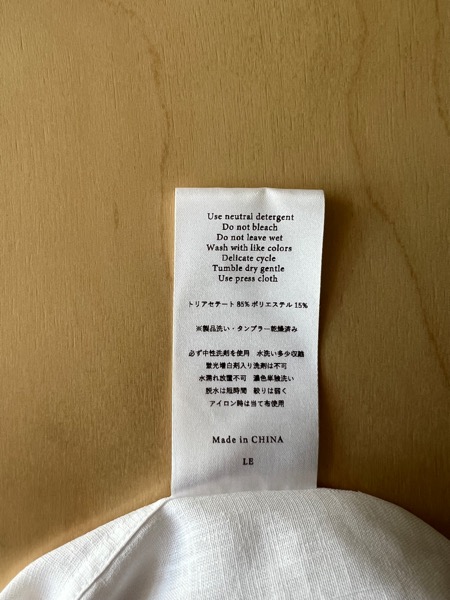 Use neutral detergent
Do not bleach
Do not leave wet
Wash with like colors
Delicate cycle
Tumble dry gentle
Use press cloth
トリアセテート 85% ポリエステル 15%
※製品洗い・タンブラー乾燥済み
必ず中性洗剤を使用 水洗い多少収縮
蛍光増白剤入り洗剤は不可
水濡れ放置不可 濃色単独洗い
脱水は短時間 絞りは弱く
アイロン時は当て布使用
Made in CHINA
LE